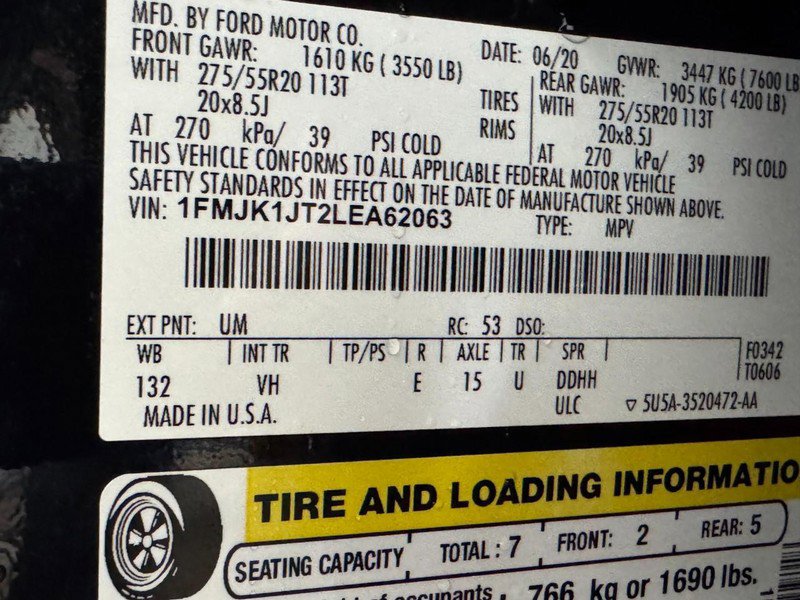 MFD. BY FORD MOTOR CO.
DATE: 06/20 GVWR: 3447 KG ( 7600 LB
FRONT GAWR: 1610 KG ( 3550 LB) REAR GAWR: 1905 KG ( 4200 LB)
WITH 275/55R20 113T TIRES WITH 275/55R20 113T
20x8.5J RIMS 20x8.5J
AT 270 kPa/ 39 PSI COLD AT 270 kPa/ 39 PSI COLD
THIS VEHICLE CONFORMS TO ALL APPLICABLE FEDERAL MOTOR VEHICLE
SAFETY STANDARDS IN EFFECT ON THE DATE OF MANUFACTURE SHOWN ABOVE.
VIN: 1FMJK1JT2LEA62063 TYPE: MPV
EXT PNT: UM RC: 53 DSO:
WB INT TR TP/PS R AXLE TR SPR F0342
132 VH E 15 U DDHH T0606
ULC ▽ 5U5A-3520472-AA
MADE IN U.S.A.
TIRE AND LOADING INFORMATIO
SEATING CAPACITY TOTAL : 7 FRONT: 2 REAR: 5
occupants 766 kg or 1690 lbs.